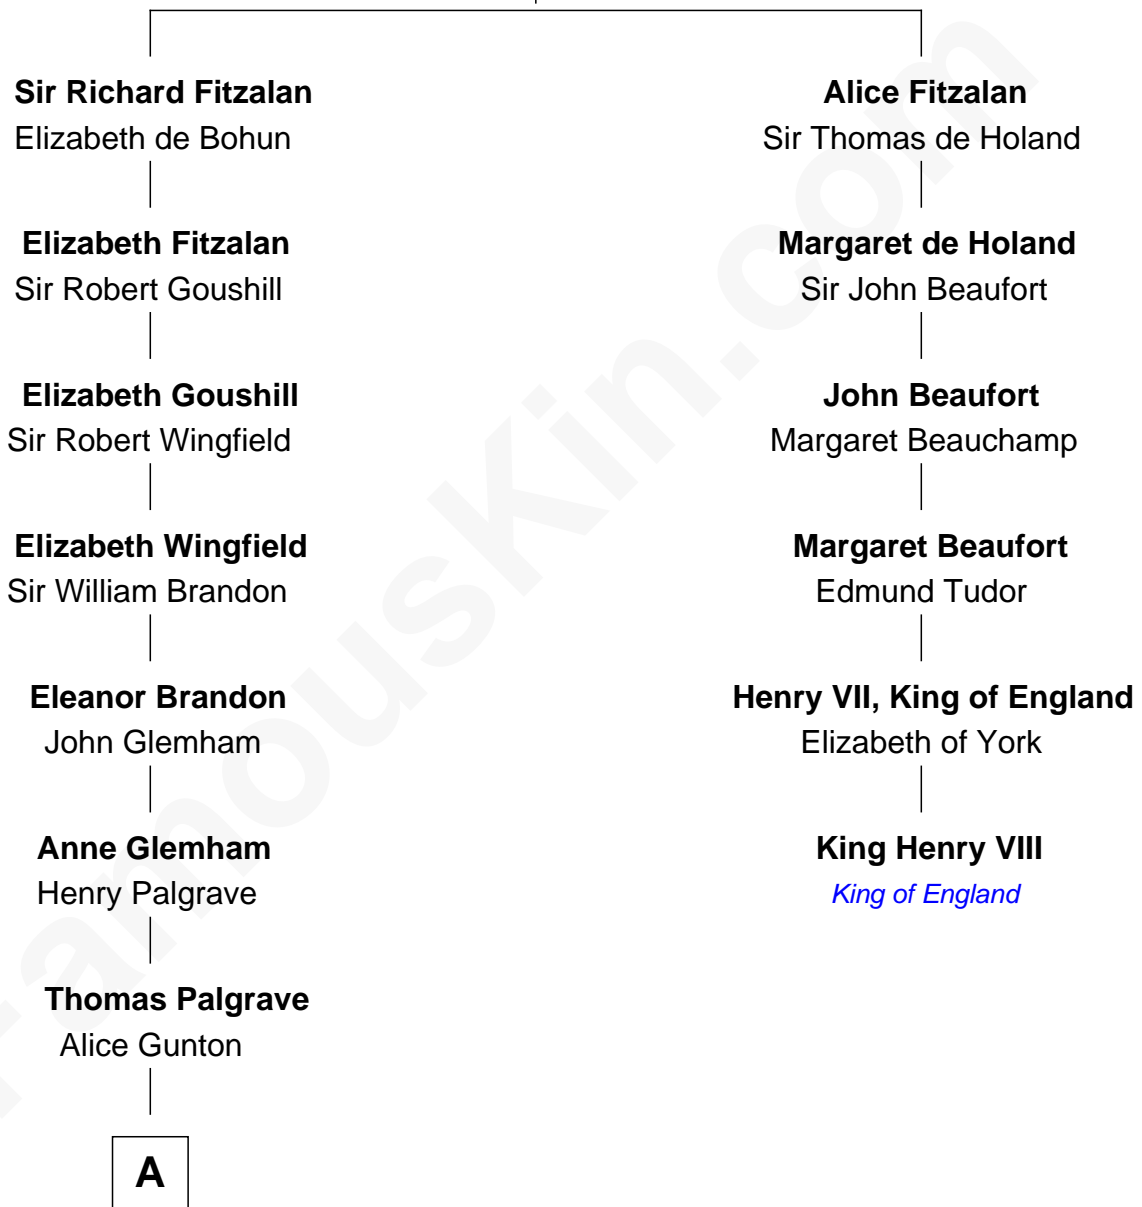 Sir Richard Fitzalan
Elizabeth de Bohun
Elizabeth Fitzalan
Sir Robert Goushill
Elizabeth Goushill
Sir Robert Wingfield
Elizabeth Wingfield
Sir William Brandon
Eleanor Brandon
John Glemham
Anne Glemham
Henry Palgrave
Thomas Palgrave
Alice Gunton
A
Alice Fitzalan
Sir Thomas de Holand
Margaret de Holand
Sir John Beaufort
John Beaufort
Margaret Beauchamp
Margaret Beaufort
Edmund Tudor
Henry VII, King of England
Elizabeth of York
King Henry VIII
King of England
FamousKin.com